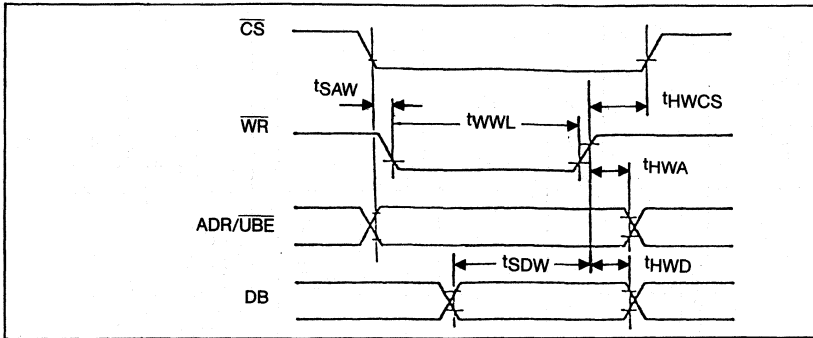 CS
tSAW
tHWCS
WR
tWWL
tHWA
ADR/UBE
tSDW
tHWD
DB